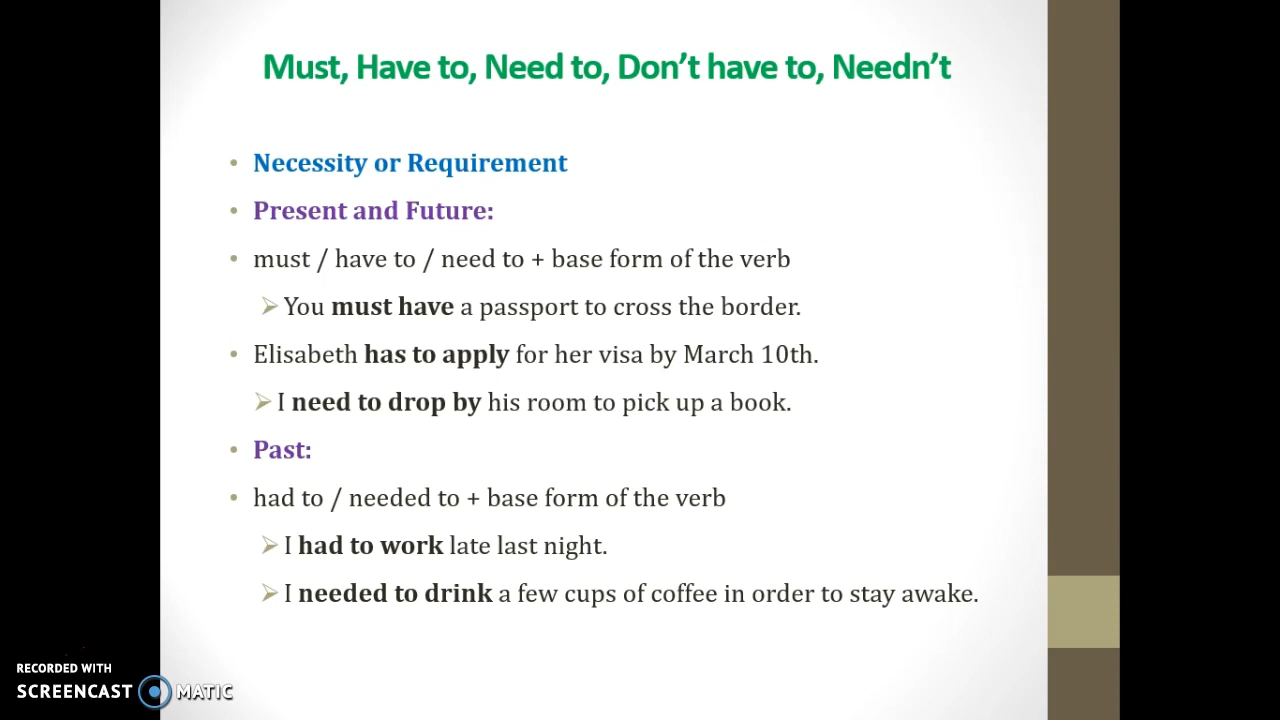 Must, Have to, Need to, Don’t have to, Needn’t
• Necessity or Requirement
• Present and Future:
• must / have to / need to + base form of the verb
➢ You must have a passport to cross the border.
• Elisabeth has to apply for her visa by March 10th.
➢ I need to drop by his room to pick up a book.
• Past:
• had to / needed to + base form of the verb
➢ I had to work late last night.
➢ I needed to drink a few cups of coffee in order to stay awake.
RECORDED WITH
SCREENCAST MATIC